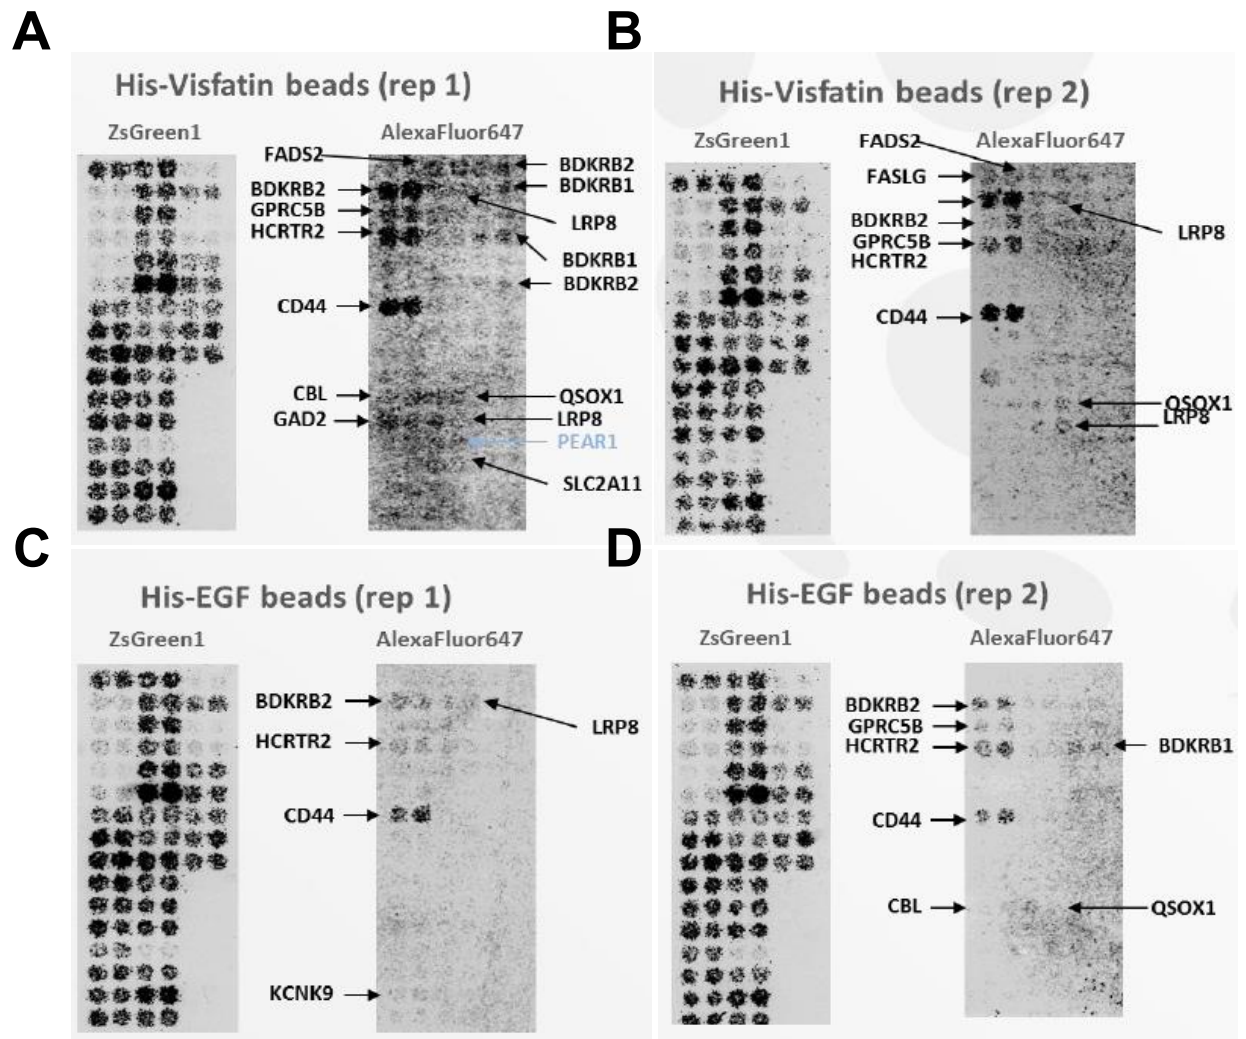 A
His-Visfatin beads (rep 1)
ZsGreen1
AlexaFluor647
FADS2
BDKRB2
BDKRB2
BDKRB1
GPRC5B
LRP8
HCRTR2
BDKRB1
BDKRB2
CD44
CBL
QSOX1
GAD2
LRP8
PEAR1
SLC2A11
B
His-Visfatin beads (rep 2)
ZsGreen1
AlexaFluor647
FADS2
FASLG
BDKRB2
LRP8
GPRC5B
HCRTR2
CD44
QSOX1
LRP8
C
His-EGF beads (rep 1)
ZsGreen1
AlexaFluor647
BDKRB2
LRP8
HCRTR2
CD44
KCNK9
D
His-EGF beads (rep 2)
ZsGreen1
AlexaFluor647
BDKRB2
GPRC5B
HCRTR2
BDKRB1
CD44
CBL
QSOX1